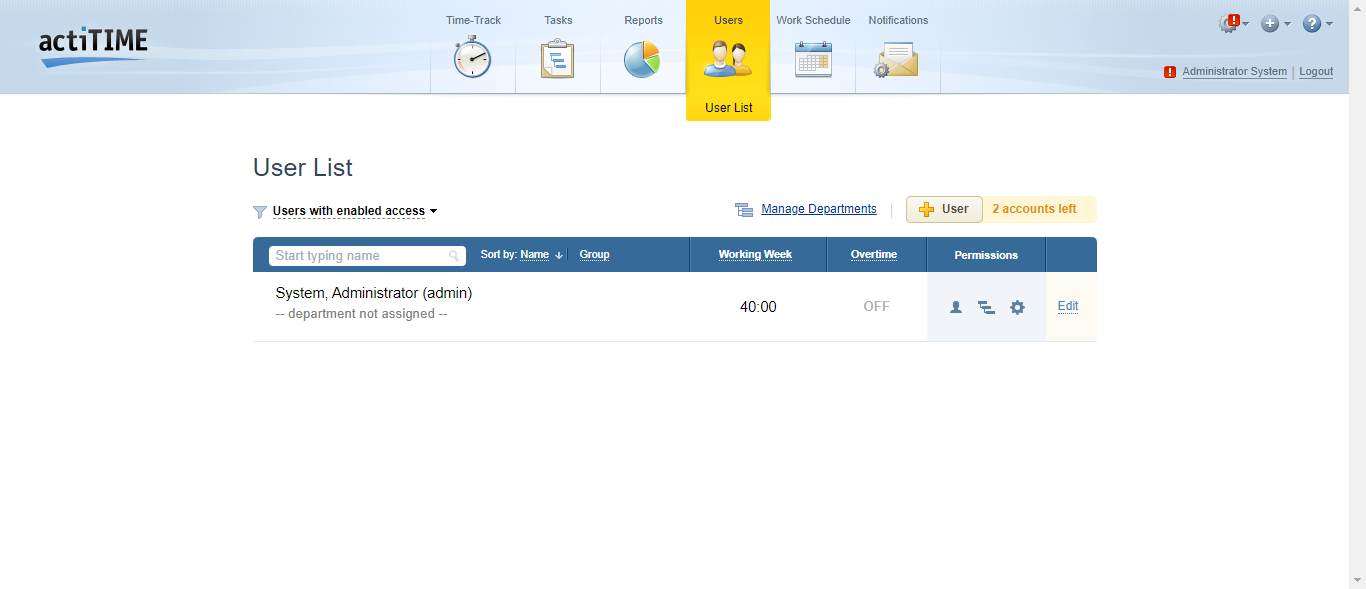 actiTIME
Time-Track
Tasks
Reports
Users
Work Schedule
Notifications
User List
Administrator System
Logout
User List
Users with enabled access
Manage Departments
User
2 accounts left
Start typing name
Sort by: Name
Group
Working Week
Overtime
Permissions
System, Administrator (admin)
-- department not assigned --
40:00
OFF
Edit